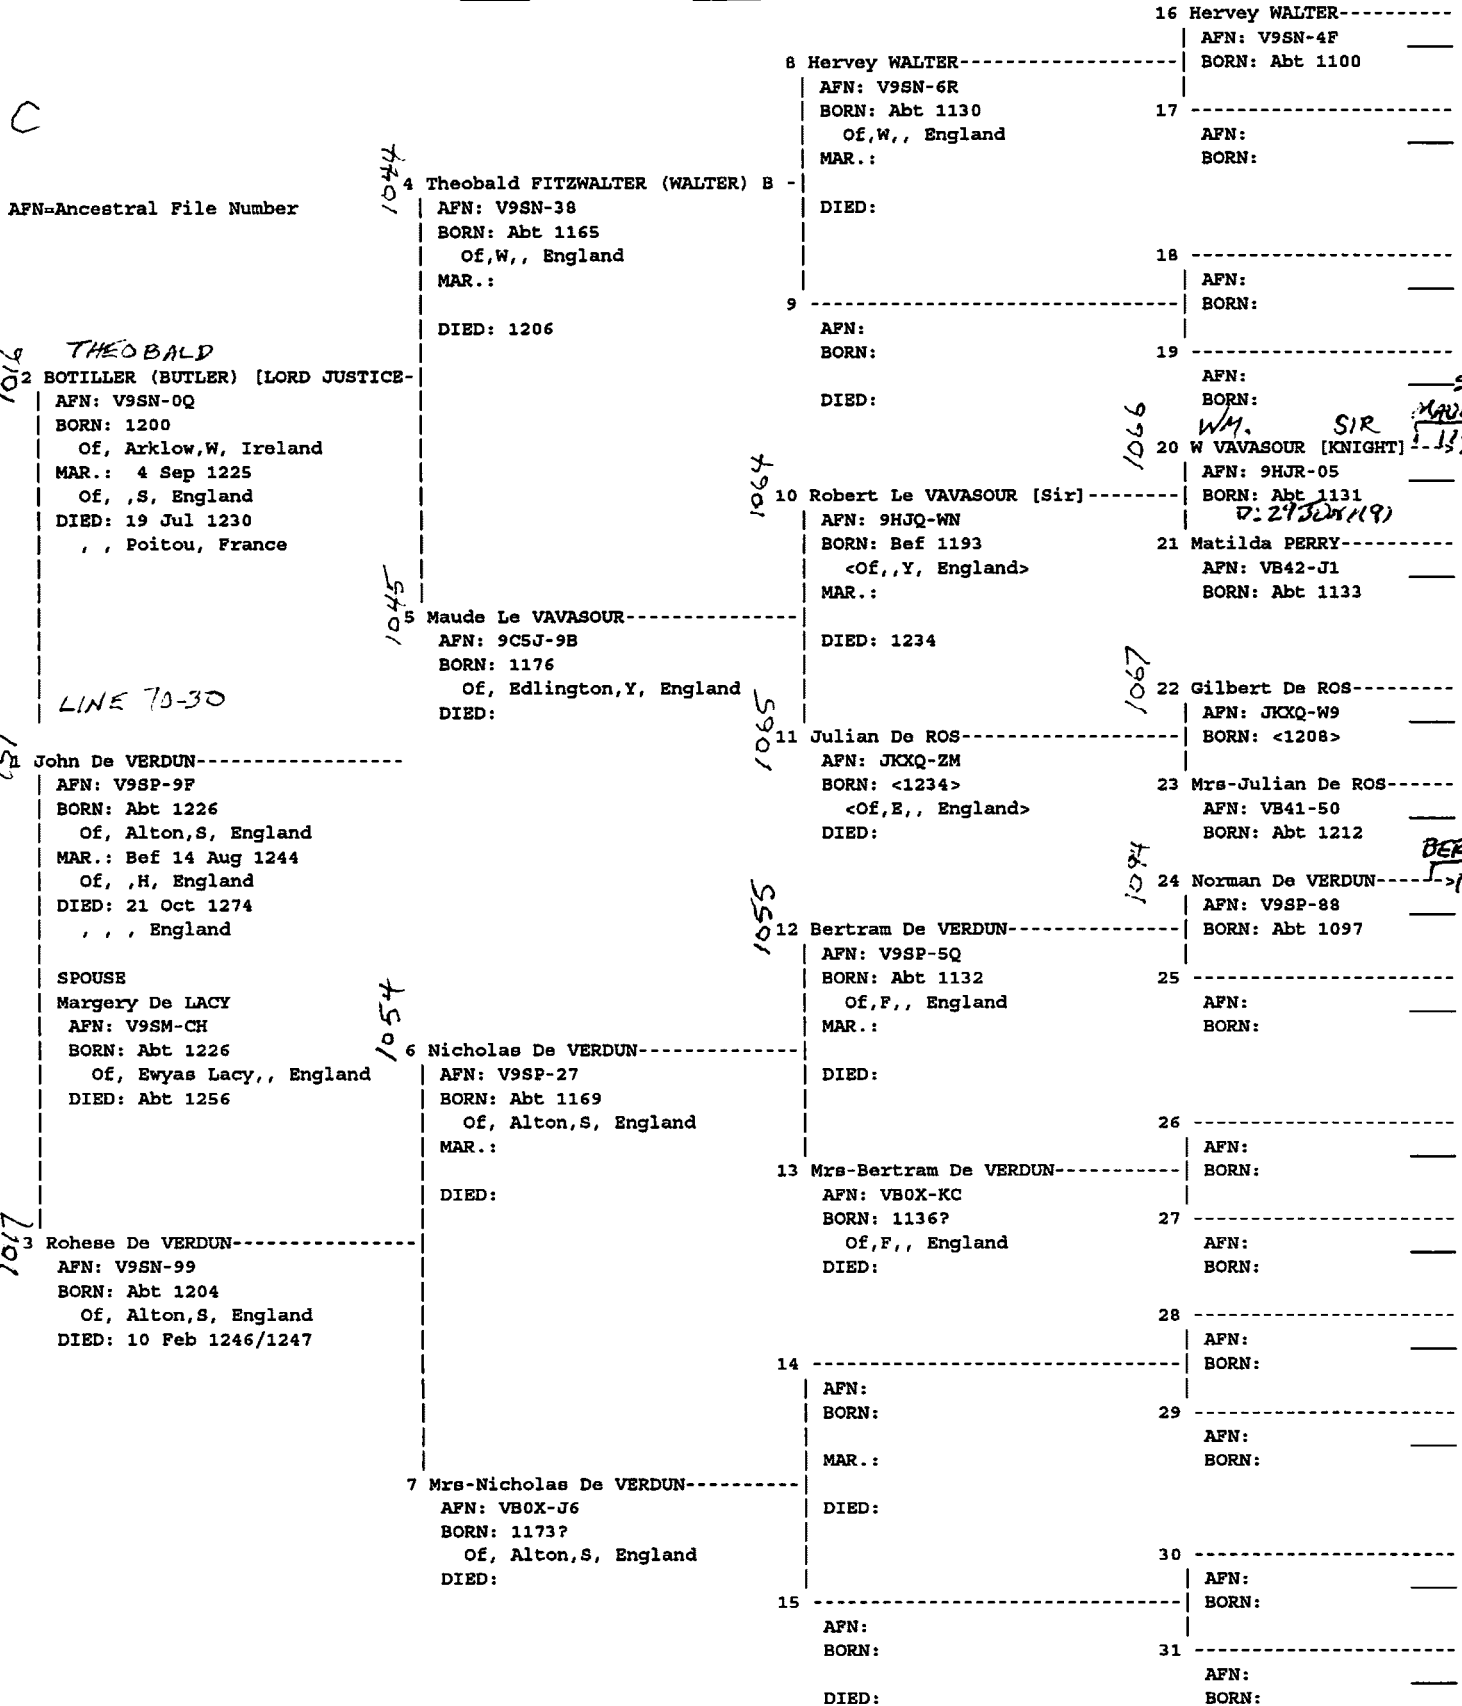 C
AFN=Ancestral File Number
1016
THEOBALD
2 BOTILLER (BUTLER) [LORD JUSTICE-
AFN: V9SN-0Q
BORN: 1200
Of, Arklow,W, Ireland
MAR.: 4 Sep 1225
Of, ,S, England
DIED: 19 Jul 1230
, , Poitou, France
LINE 70-30
1 John De VERDUN------------------
AFN: V9SP-9F
BORN: Abt 1226
Of, Alton,S, England
MAR.: Bef 14 Aug 1244
Of, ,H, England
DIED: 21 Oct 1274
, , , England
SPOUSE
Margery De LACY
AFN: V9SM-CH
BORN: Abt 1226
Of, Ewyas Lacy,, England
DIED: Abt 1256
1017
3 Rohese De VERDUN----------------
AFN: V9SN-99
BORN: Abt 1204
Of, Alton,S, England
DIED: 10 Feb 1246/1247
1044
4 Theobald FITZWALTER (WALTER) B -
AFN: V9SN-38
BORN: Abt 1165
Of,W,, England
MAR.:
DIED: 1206
1045
5 Maude Le VAVASOUR---------------
AFN: 9C5J-9B
BORN: 1176
Of, Edlington,Y, England
DIED:
1054
6 Nicholas De VERDUN--------------
AFN: V9SP-27
BORN: Abt 1169
Of, Alton,S, England
MAR.:
DIED:
7 Mrs-Nicholas De VERDUN----------
AFN: VB0X-J6
BORN: 1173?
Of, Alton,S, England
DIED:
8 Hervey WALTER-------------------
AFN: V9SN-6R
BORN: Abt 1130
Of,W,, England
MAR.:
DIED:
9 --------------------------------
AFN:
BORN:
DIED:
1064
10 Robert Le VAVASOUR [Sir]--------
AFN: 9HJQ-WN
BORN: Bef 1193
<Of,,Y, England>
MAR.:
DIED: 1234
1065
11 Julian De ROS-------------------
AFN: JKXQ-ZM
BORN: <1234>
<Of,E,, England>
DIED:
1055
12 Bertram De VERDUN---------------
AFN: V9SP-5Q
BORN: Abt 1132
Of,F,, England
MAR.:
DIED:
13 Mrs-Bertram De VERDUN-----------
AFN: VB0X-KC
BORN: 1136?
Of,F,, England
DIED:
14 --------------------------------
AFN:
BORN:
MAR.:
DIED:
15 --------------------------------
AFN:
BORN:
DIED:
16 Hervey WALTER----------
AFN: V9SN-4F
BORN: Abt 1100
17 -----------------------
AFN:
BORN:
18 -----------------------
AFN:
BORN:
19 -----------------------
AFN:
BORN:
1066
WM. SIR
20 W VAVASOUR [KNIGHT]
AFN: 9HJR-05
BORN: Abt 1131
21 Matilda PERRY----------
AFN: VB42-J1
BORN: Abt 1133
1067
22 Gilbert De ROS---------
AFN: JKXQ-W9
BORN: <1208>
23 Mrs-Julian De ROS------
AFN: VB41-50
BORN: Abt 1212
1094
24 Norman De VERDUN-----
AFN: V9SP-88
BORN: Abt 1097
25 -----------------------
AFN:
BORN:
26 -----------------------
AFN:
BORN:
27 -----------------------
AFN:
BORN:
28 -----------------------
AFN:
BORN:
29 -----------------------
AFN:
BORN:
30 -----------------------
AFN:
BORN:
31 -----------------------
AFN:
BORN: